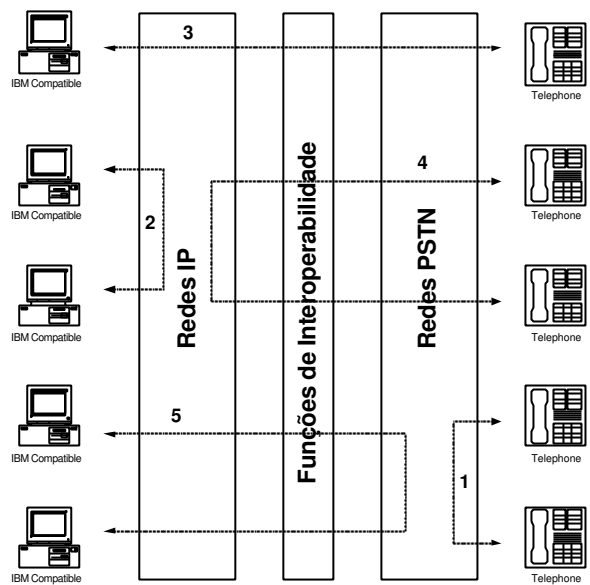 3
IBM Compatible
Telephone
4
IBM Compatible
Telephone
2
Redes IP
Funções de Interoperabilidade
Redes PSTN
IBM Compatible
Telephone
5
IBM Compatible
Telephone
1
IBM Compatible
Telephone